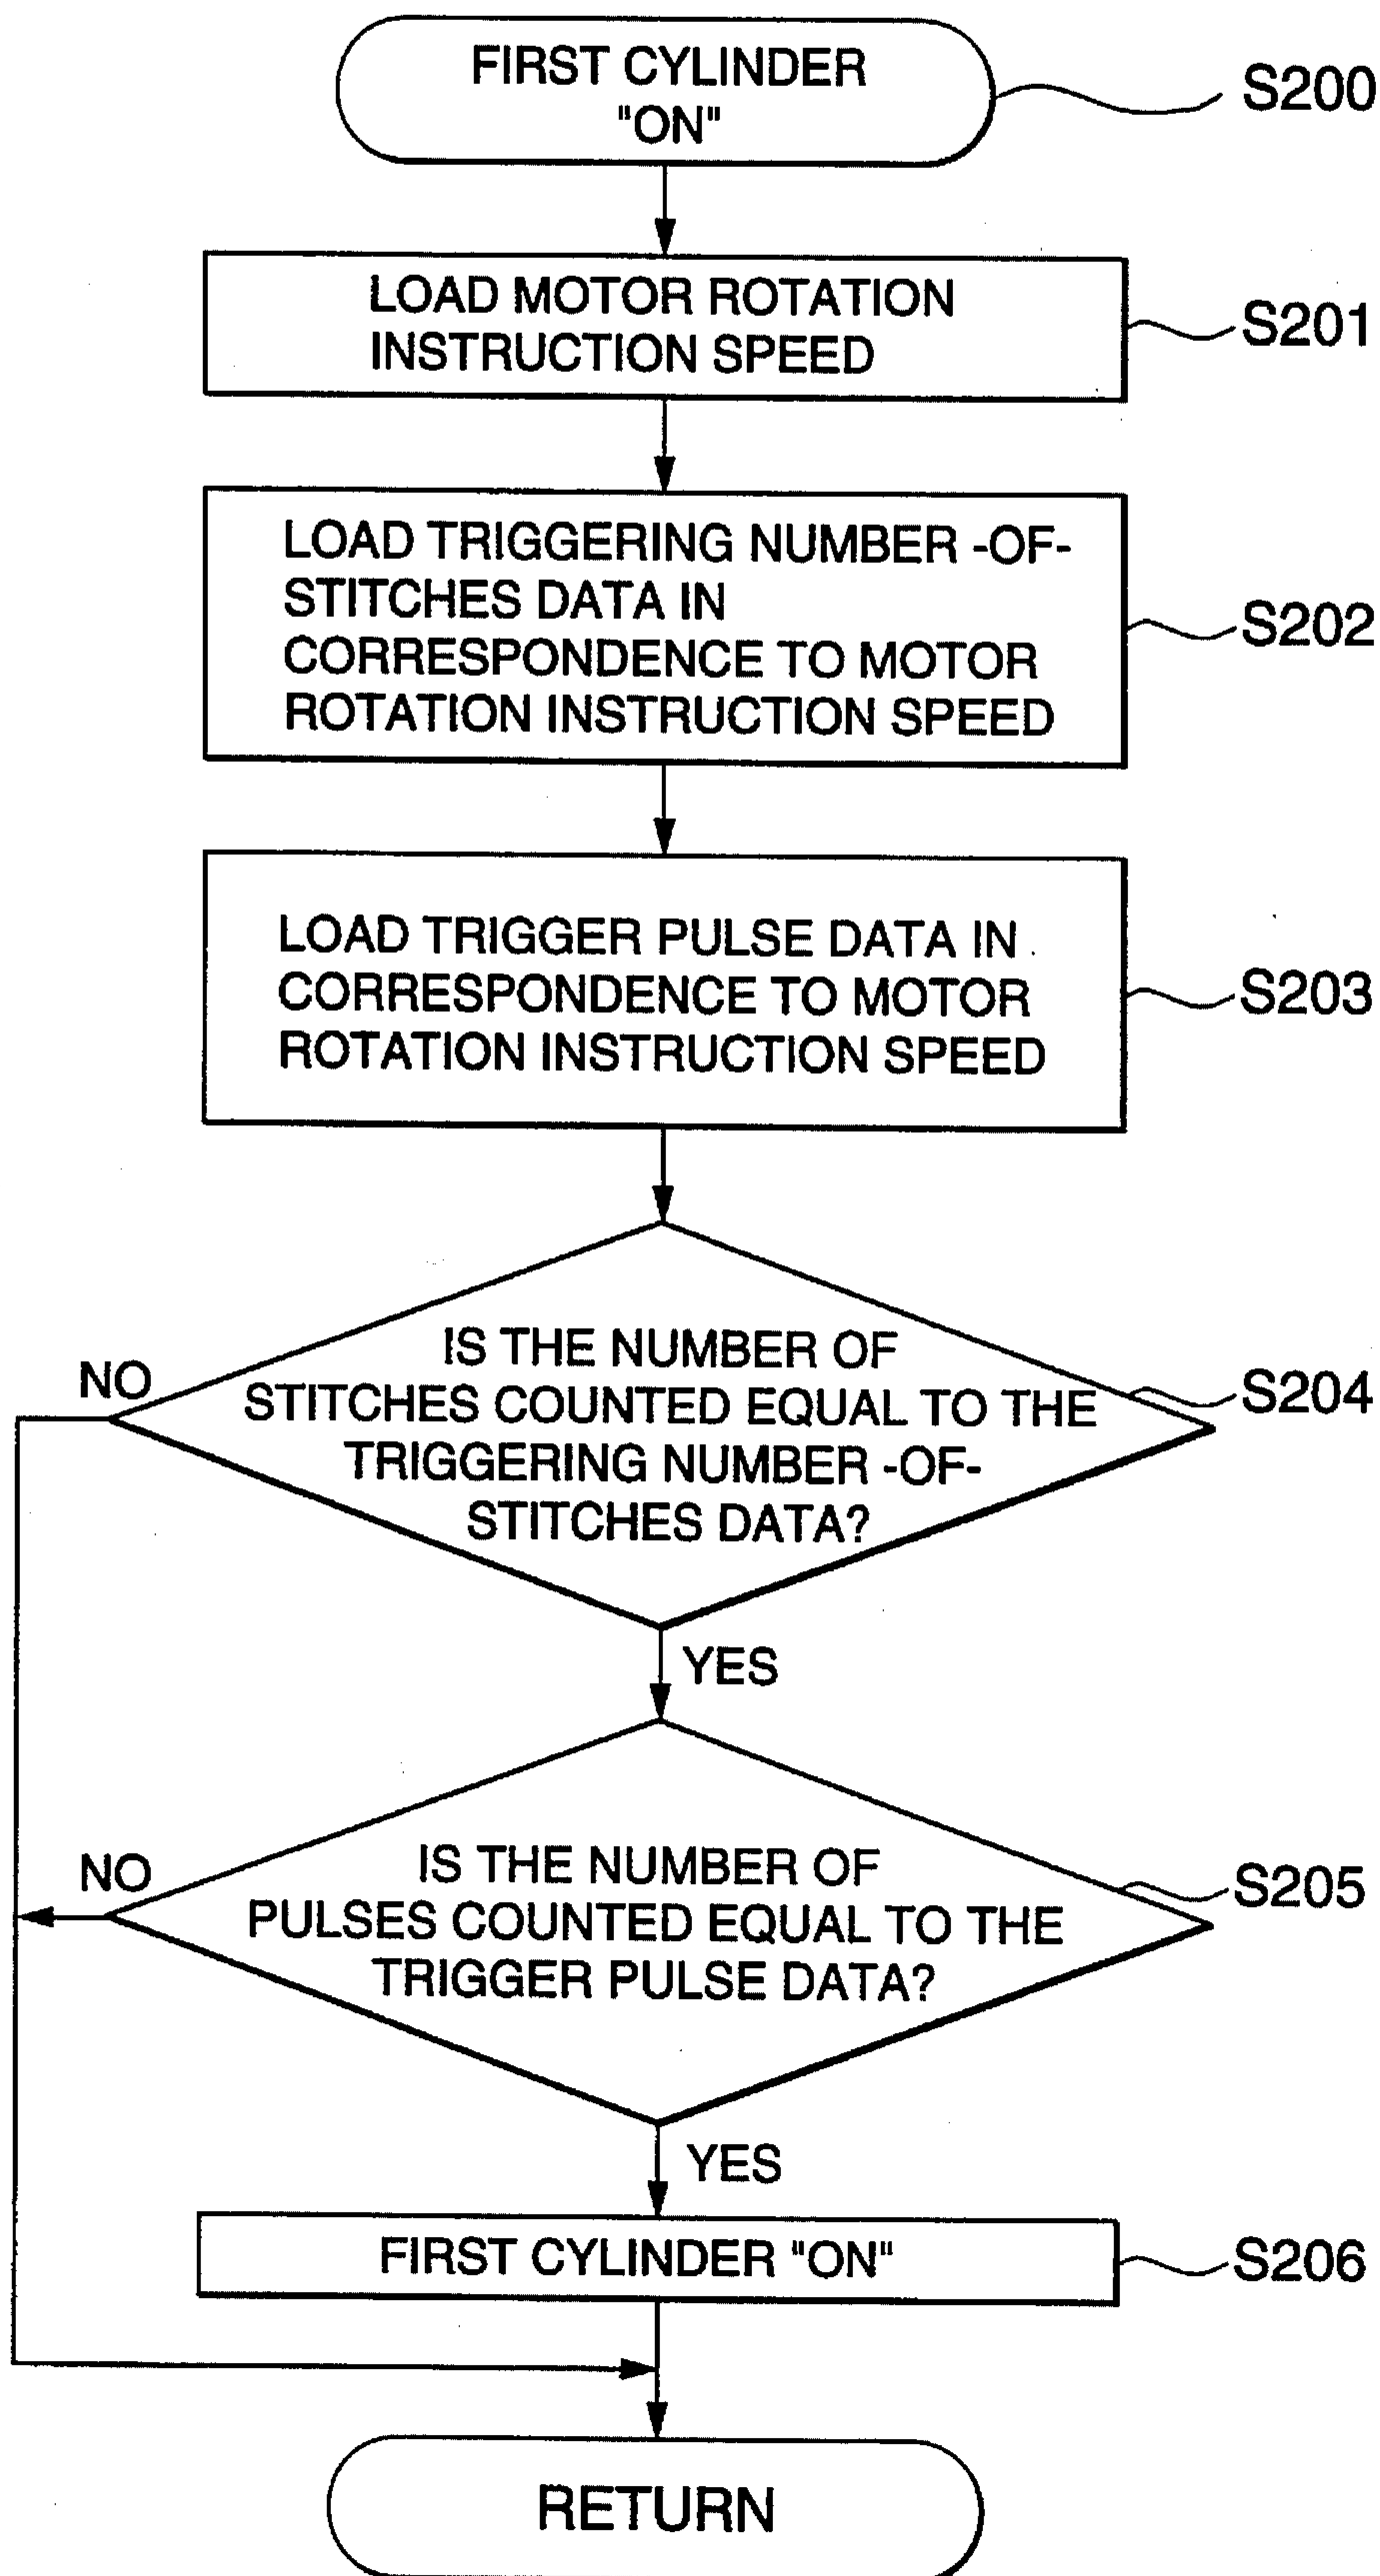 FIRST CYLINDER
"ON"
S200
LOAD MOTOR ROTATION
INSTRUCTION SPEED
S201
LOAD TRIGGERING NUMBER -OF-
STITCHES DATA IN
CORRESPONDENCE TO MOTOR
ROTATION INSTRUCTION SPEED
S202
LOAD TRIGGER PULSE DATA IN
CORRESPONDENCE TO MOTOR
ROTATION INSTRUCTION SPEED
S203
NO
IS THE NUMBER OF
STITCHES COUNTED EQUAL TO THE
TRIGGERING NUMBER -OF-
STITCHES DATA?
S204
YES
NO
IS THE NUMBER OF
PULSES COUNTED EQUAL TO THE
TRIGGER PULSE DATA?
S205
YES
FIRST CYLINDER "ON"
S206
RETURN